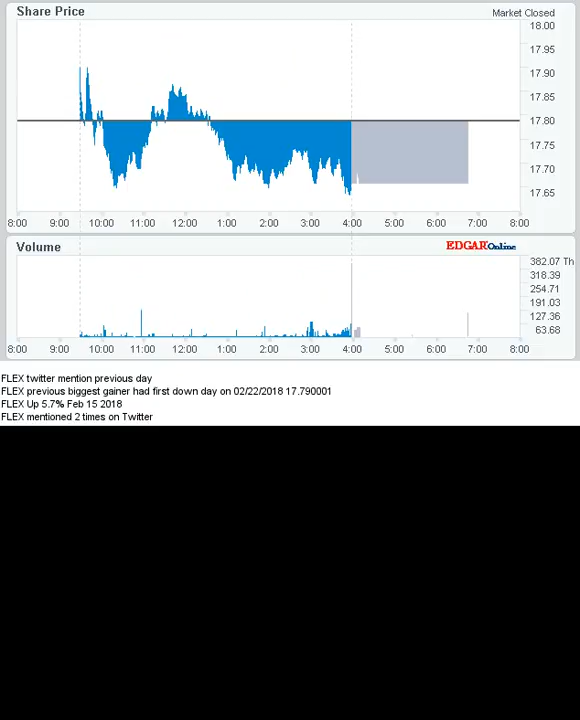 Share Price
Market Closed
18.00
17.95
17.90
17.85
17.80
17.75
17.70
17.65
8:00 9:00 10:00 11:00 12:00 1:00 2:00 3:00 4:00 5:00 6:00 7:00 8:00
Volume
EDGAR Online
382.07 Th
318.39
254.71
191.03
127.36
63.68
8:00 9:00 10:00 11:00 12:00 1:00 2:00 3:00 4:00 5:00 6:00 7:00 8:00
FLEX twitter mention previous day
FLEX previous biggest gainer had first down day on 02/22/2018 17.790001
FLEX Up 5.7% Feb 15 2018
FLEX mentioned 2 times on Twitter